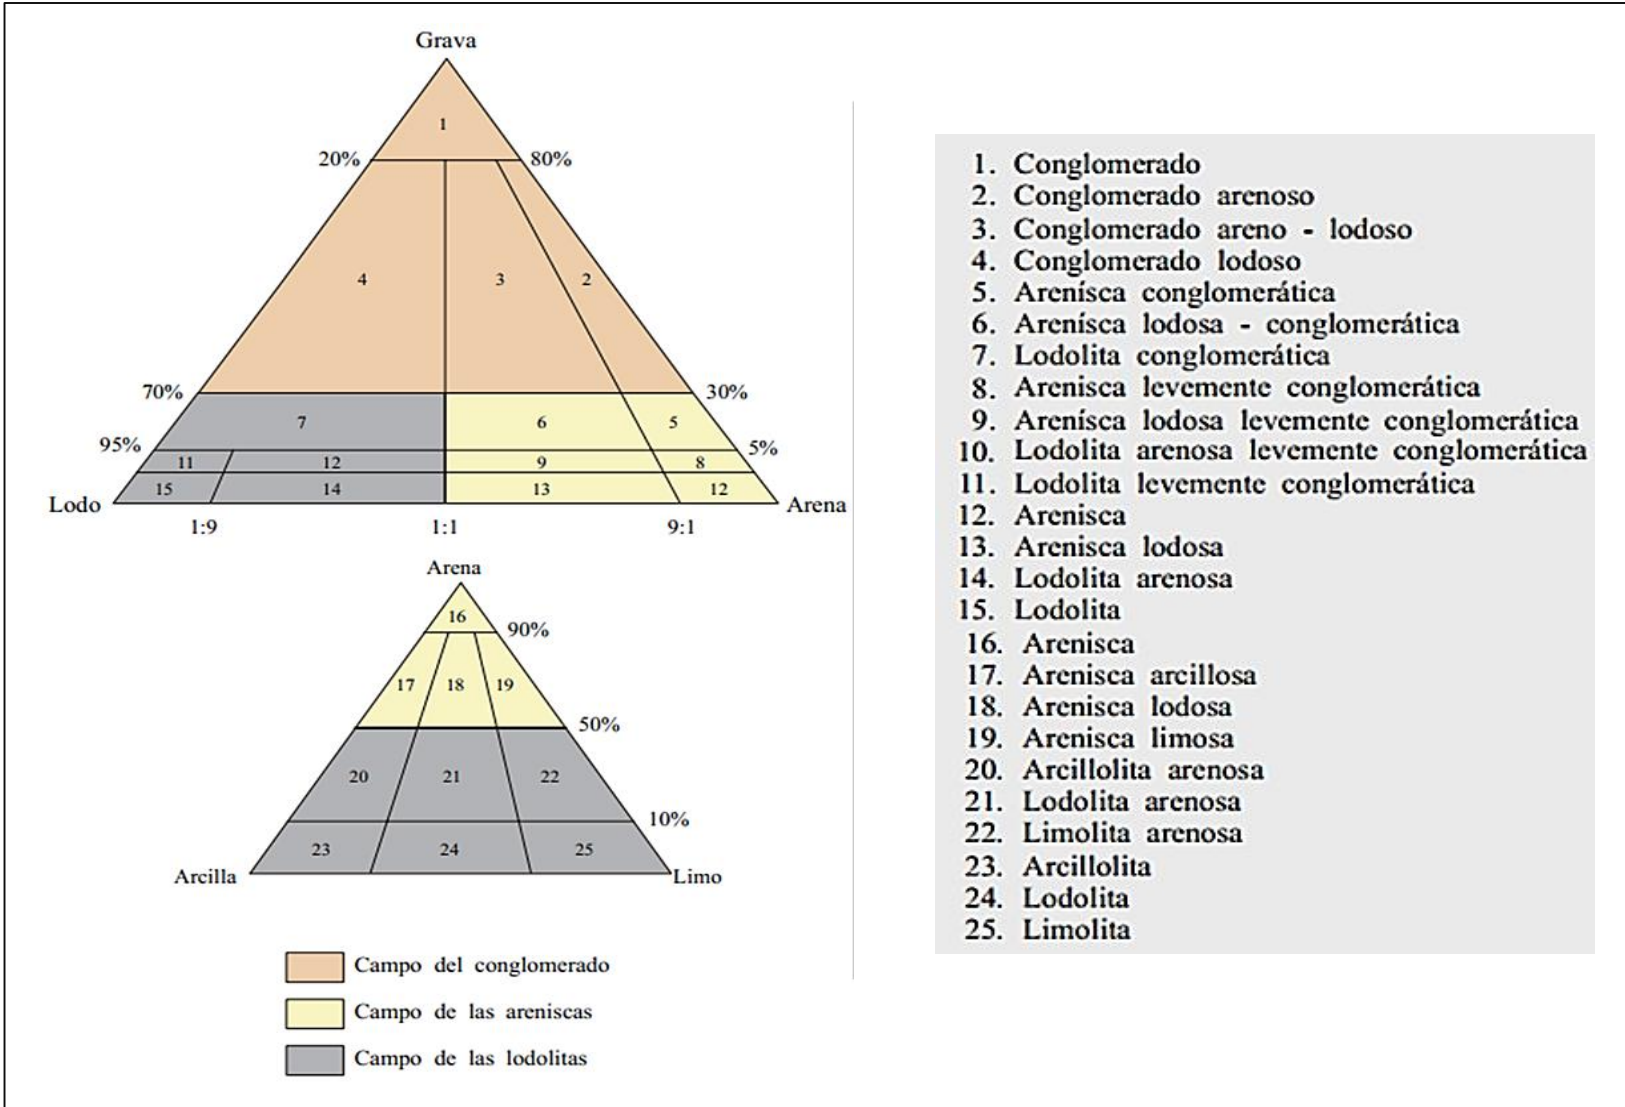 Grava
1
20%
80%
4
3
2
70%
30%
7
6
5
95%
5%
11
12
9
8
15
14
13
12
Lodo
Arena
1:9
1:1
9:1
Arena
16
90%
17
18
19
50%
20
21
22
10%
23
24
25
Arcilla
Limo
Campo del conglomerado
Campo de las areniscas
Campo de las lodolitas
1. Conglomerado
2. Conglomerado arenoso
3. Conglomerado areno - lodoso
4. Conglomerado lodoso
5. Arenísca conglomerática
6. Arenísca lodosa - conglomerática
7. Lodolita conglomerática
8. Arenisca levemente conglomerática
9. Arenísca lodosa levemente conglomerática
10. Lodolita arenosa levemente conglomerática
11. Lodolita levemente conglomerática
12. Arenisca
13. Arenisca lodosa
14. Lodolita arenosa
15. Lodolita
16. Arenisca
17. Arenisca arcillosa
18. Arenisca lodosa
19. Arenisca limosa
20. Arcillolita arenosa
21. Lodolita arenosa
22. Limolita arenosa
23. Arcillolita
24. Lodolita
25. Limolita